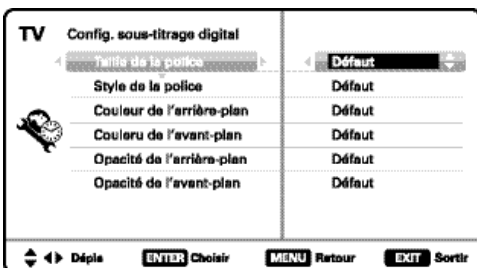 TV Config. sous-titrage digital
Taille de la police Défaut
Style de la police Défaut
Couleur de l'arrière-plan Défaut
Couleru de l'avant-plan Défaut
Opacité de l'arrière-plan Défaut
Opacité de l'avant-plan Défaut
Déple ENTER Choisir MENU Retour EXIT Sortir